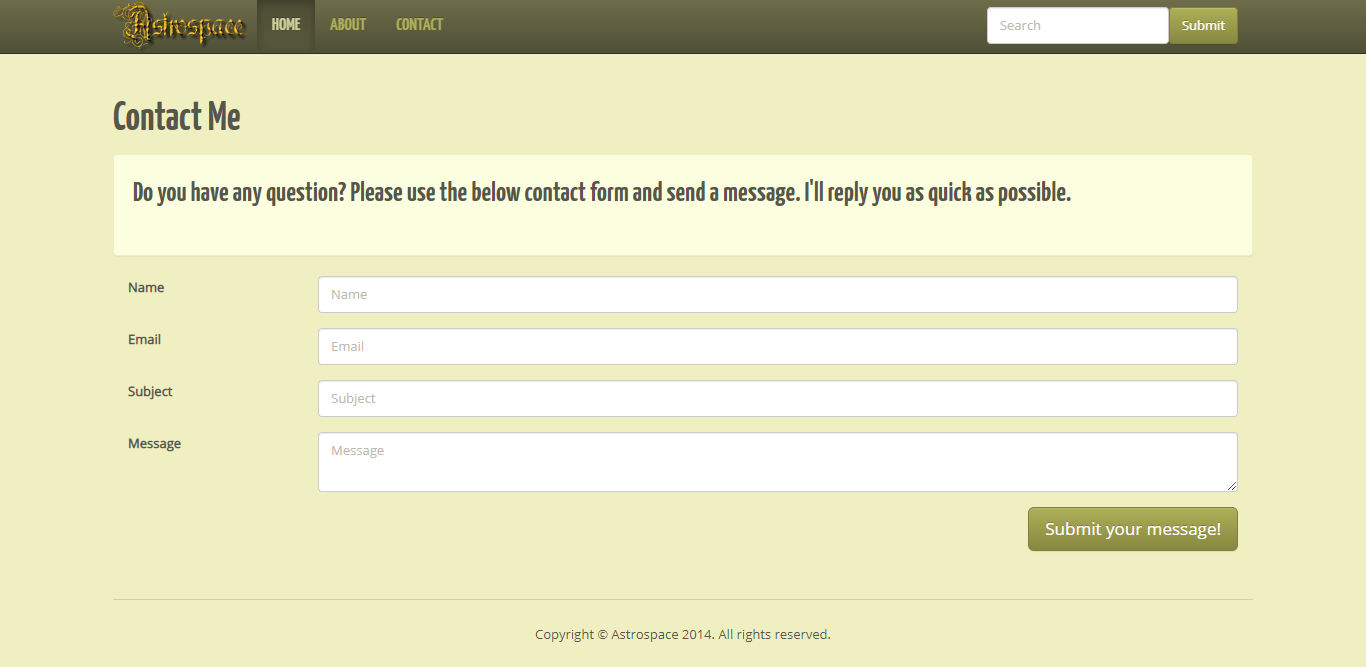 Astrospace HOME ABOUT CONTACT Search Submit
Contact Me
Do you have any question? Please use the below contact form and send a message. I'll reply you as quick as possible.
Name Name
Email Email
Subject Subject
Message Message
Submit your message!
Copyright © Astrospace 2014. All rights reserved.